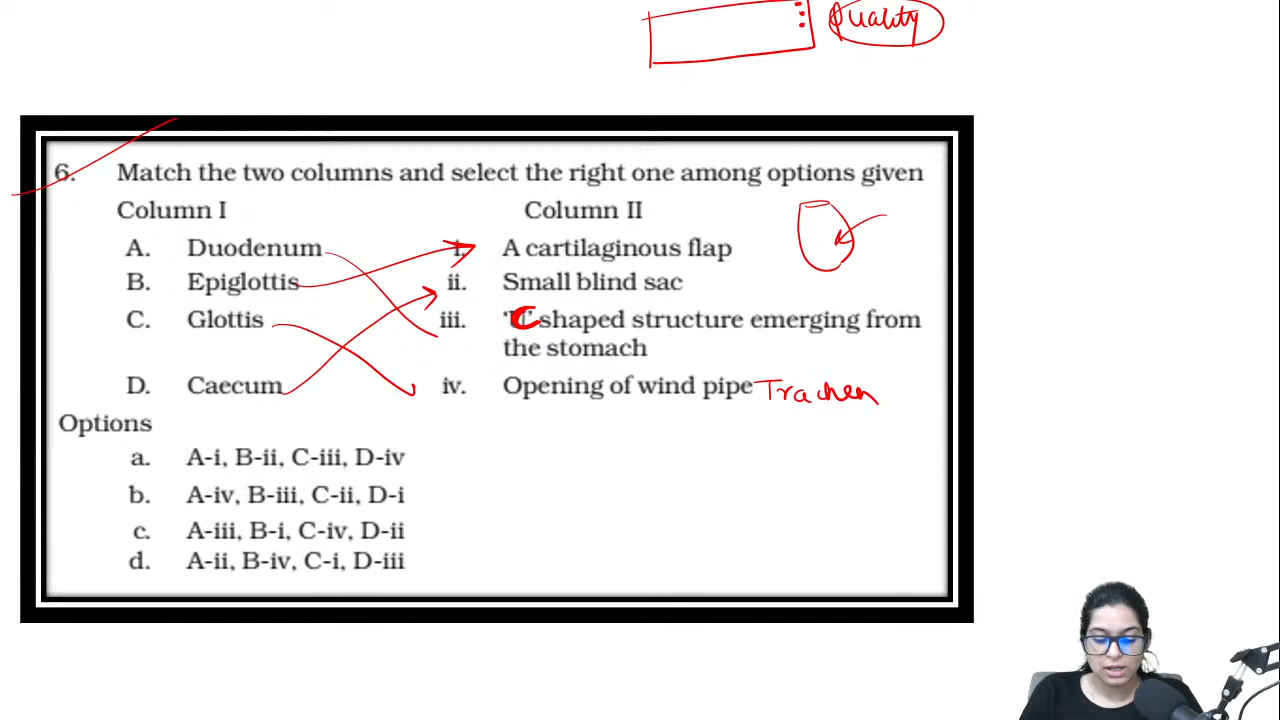 Quality
6. Match the two columns and select the right one among options given
Column I Column II
A. Duodenum i. A cartilaginous flap
B. Epiglottis ii. Small blind sac
C. Glottis iii. 'C' shaped structure emerging from
the stomach
D. Caecum iv. Opening of wind pipe Trachea
Options
a. A-i, B-ii, C-iii, D-iv
b. A-iv, B-iii, C-ii, D-i
c. A-iii, B-i, C-iv, D-ii
d. A-ii, B-iv, C-i, D-iii